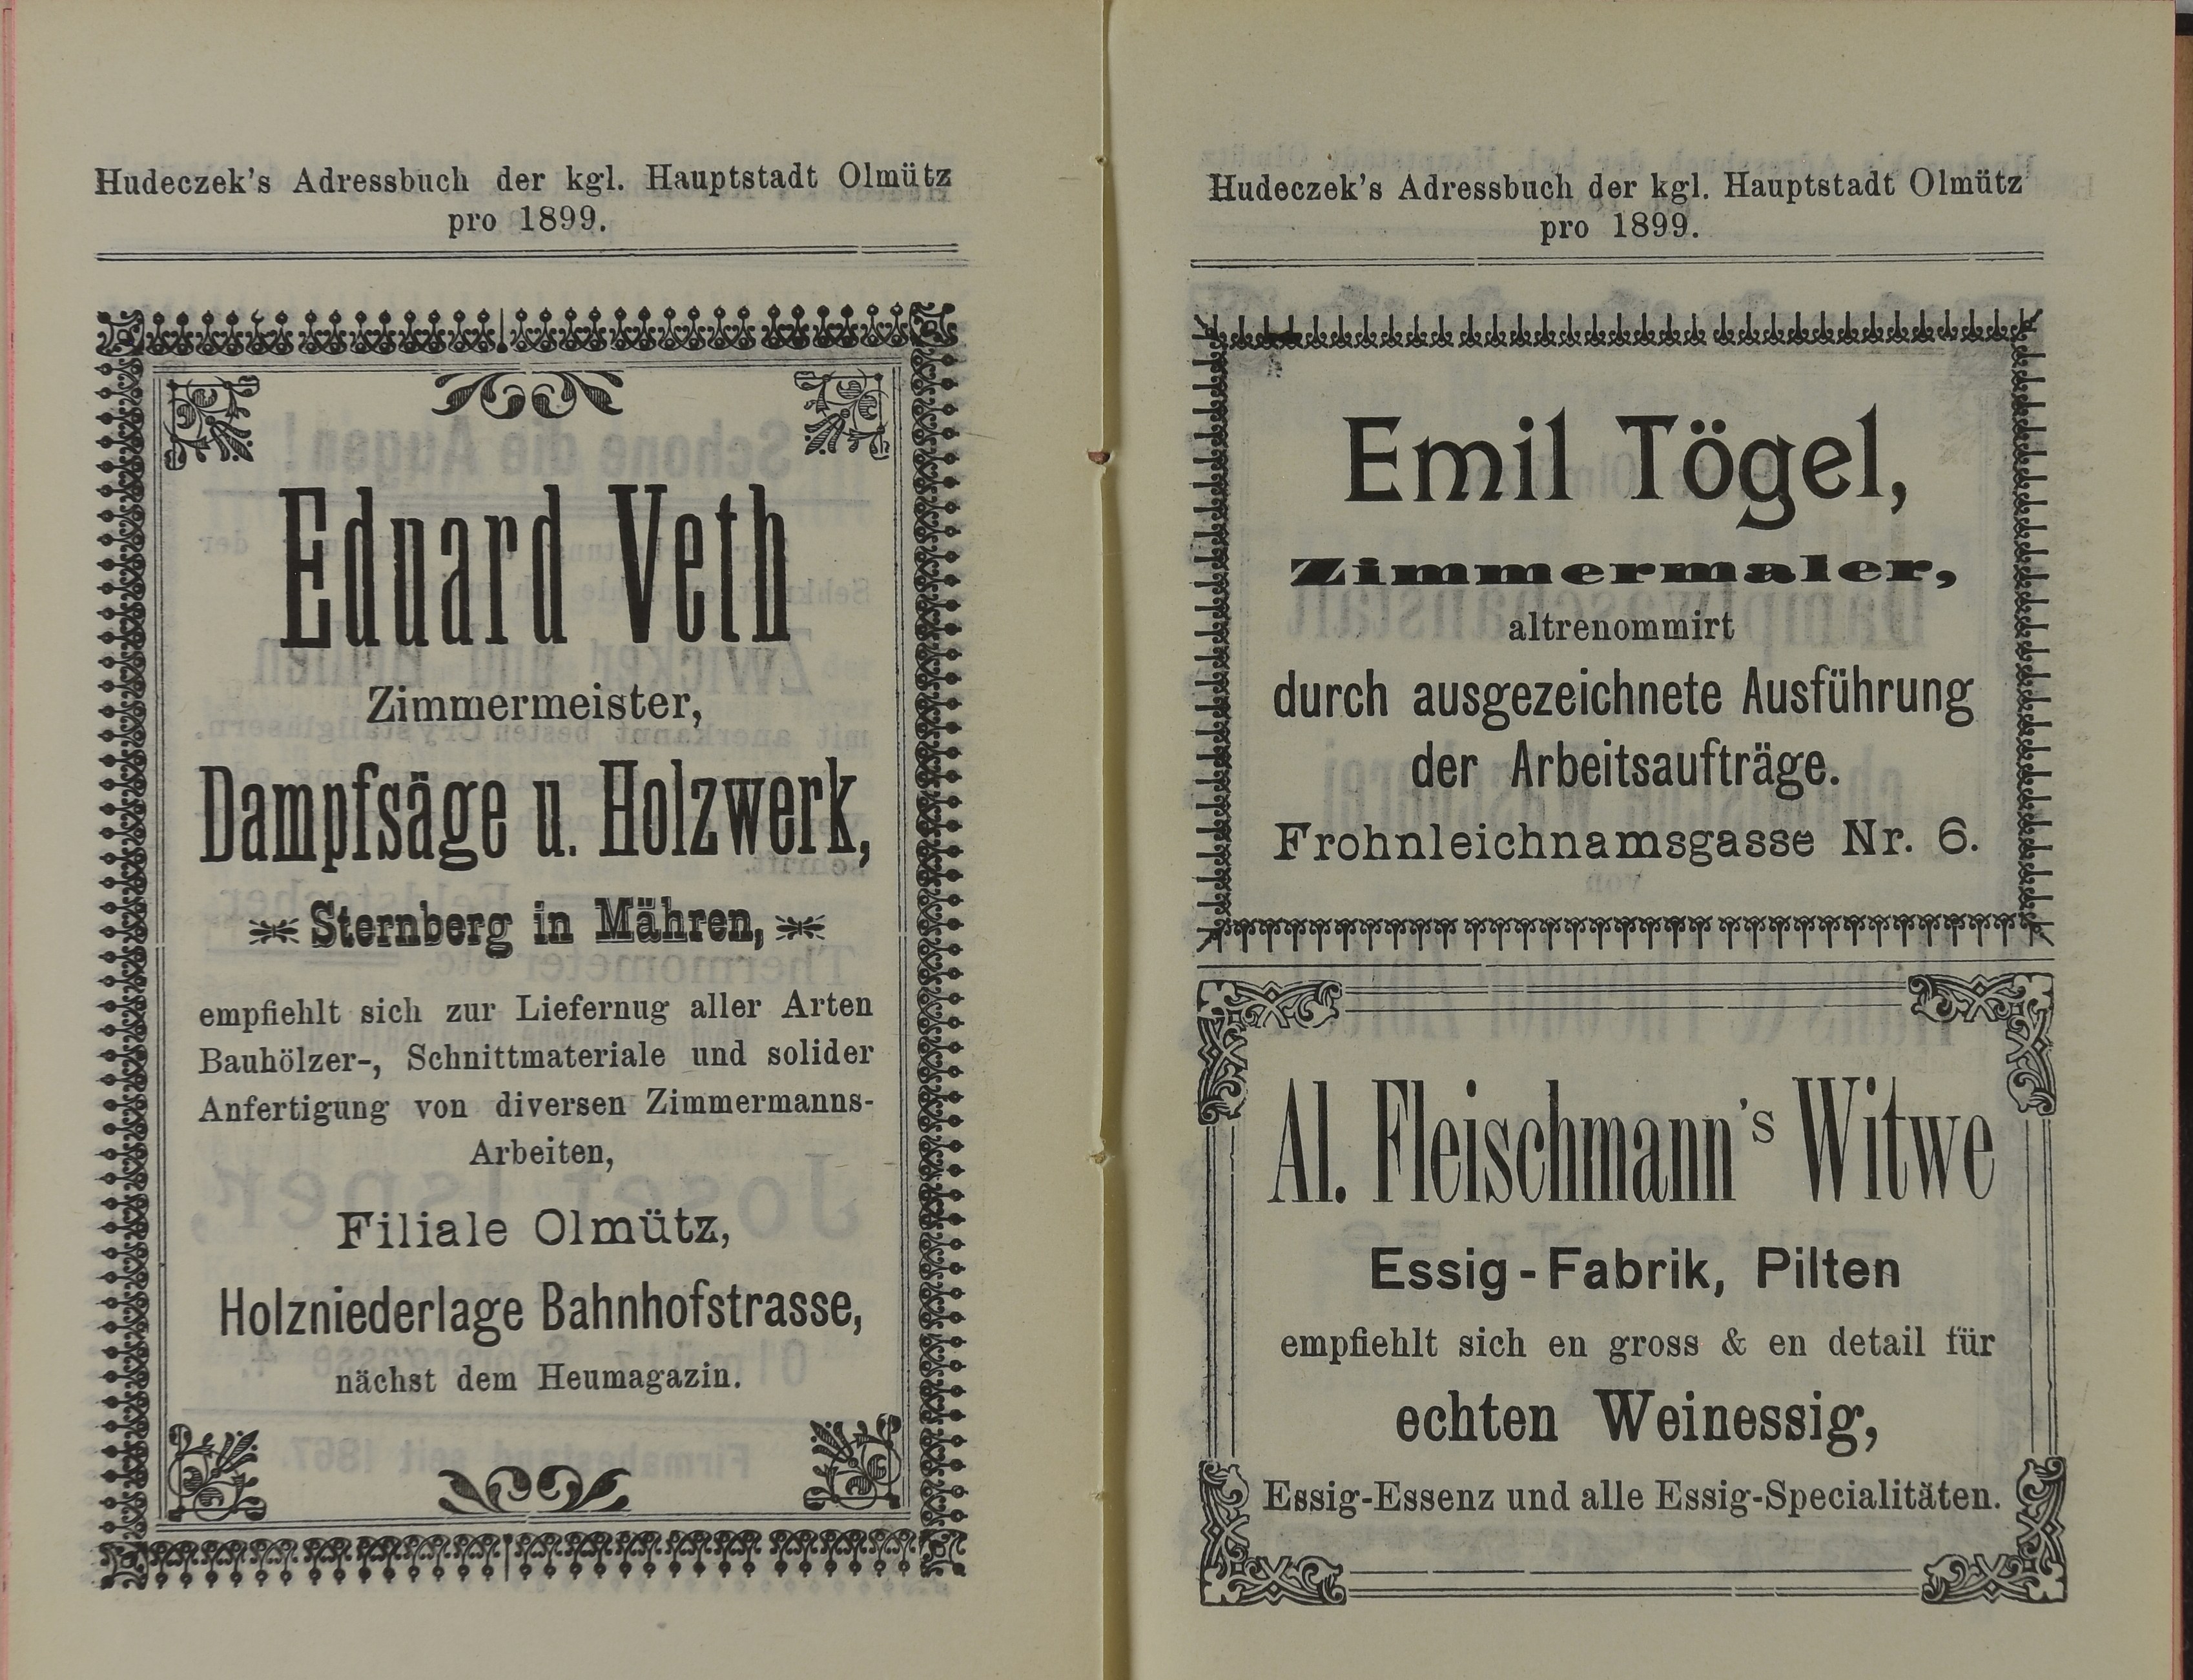 Hudeczek's Adressbuch der kgl. Hauptstadt Olmütz
pro 1899.
Eduard Veth
Zimmermeister,
Dampfsäge u. Holzwerk,
Sternberg in Mähren,
empfiehlt sich zur Liefernug aller Arten
Bauhölzer-, Schnittmateriale und solider
Anfertigung von diversen Zimmermanns-
Arbeiten,
Filiale Olmütz,
Holzniederlage Bahnhofstrasse,
nächst dem Heumagazin.
Hudeczek's Adressbuch der kgl. Hauptstadt Olmütz
pro 1899.
Emil Tögel,
Zimmermaler,
altrenommirt
durch ausgezeichnete Ausführung
der Arbeitsaufträge.
Frohnleichnamsgasse Nr. 6.
Al. Fleischmann's Witwe
Essig-Fabrik, Pilten
empfiehlt sich en gross & en detail für
echten Weinessig,
Essig-Essenz und alle Essig-Specialitäten.